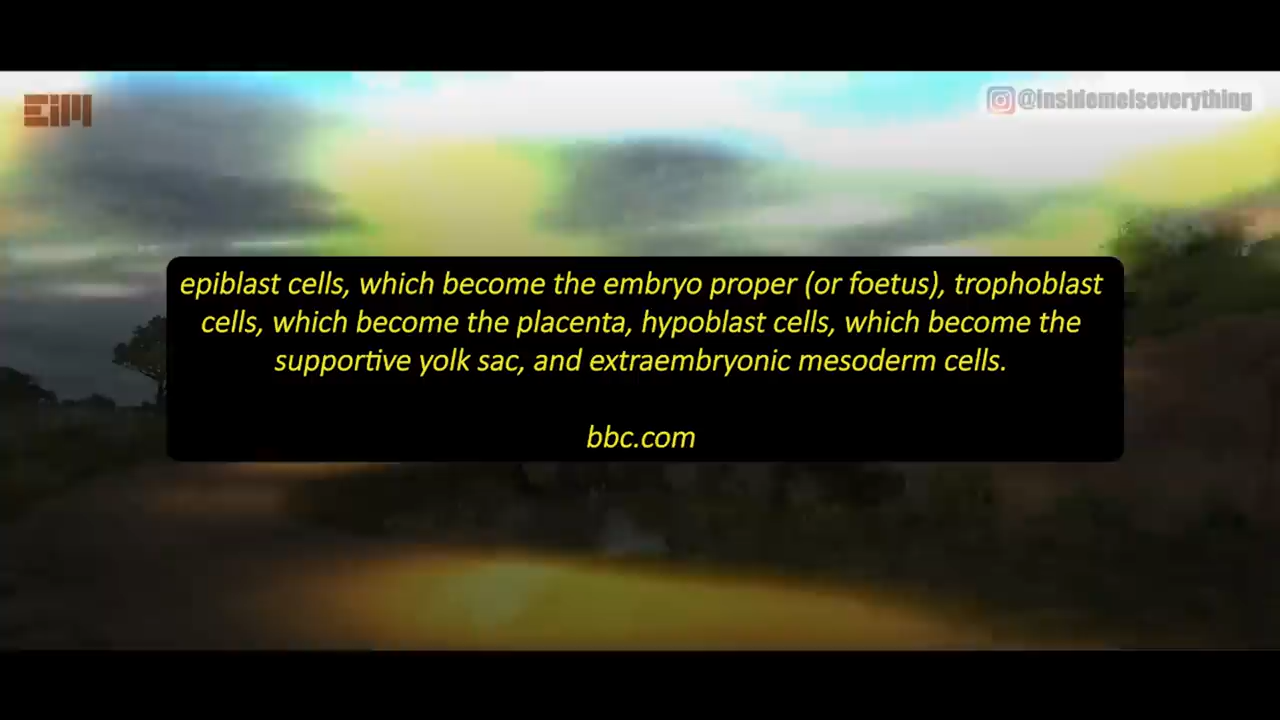 EiM
@insidemeiseverything
epiblast cells, which become the embryo proper (or foetus), trophoblast
cells, which become the placenta, hypoblast cells, which become the
supportive yolk sac, and extraembryonic mesoderm cells.
bbc.com